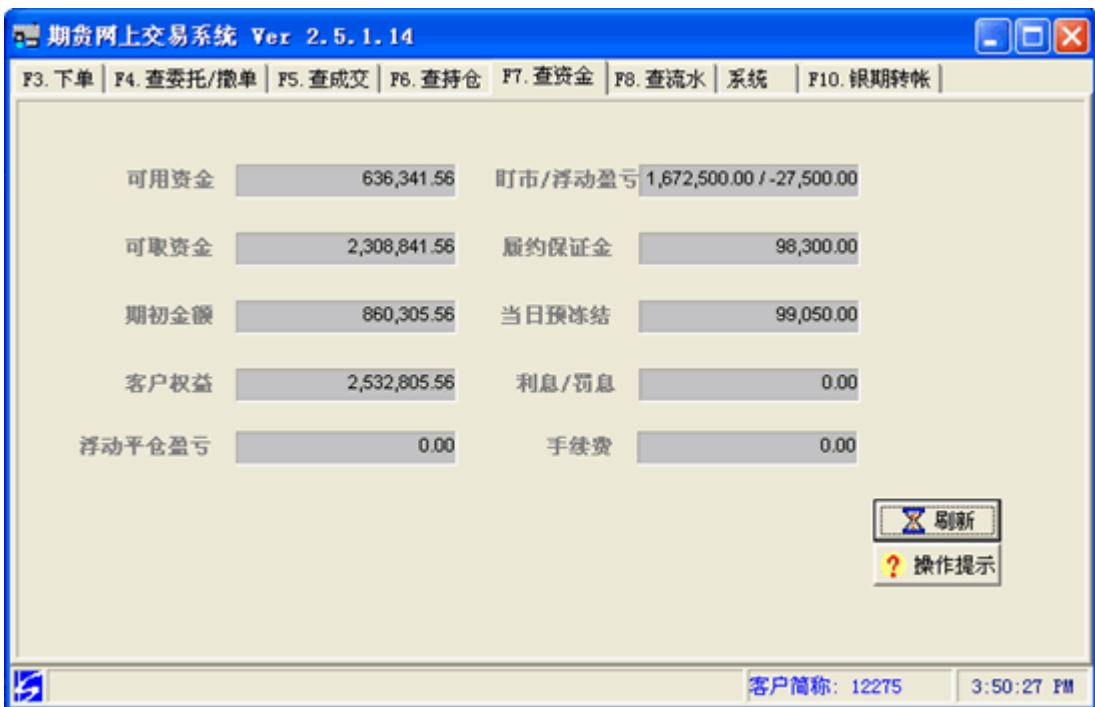 期货网上交易系统 Ver 2.5.1.14
F3.下单 F4.查委托/撤单 F5.查成交 F6.查持仓 F7.查资金 F8.查流水 系统 F10.银期转帐
可用资金 636,341.56 盯市/浮动盈亏 1,672,500.00 / -27,500.00
可取资金 2,308,841.56 履约保证金 98,300.00
期初金额 860,305.56 当日预冻结 99,050.00
客户权益 2,532,805.56 利息/罚息 0.00
浮动平仓盈亏 0.00 手续费 0.00
刷新
? 操作提示
客户简称: 12275 3:50:27 PM